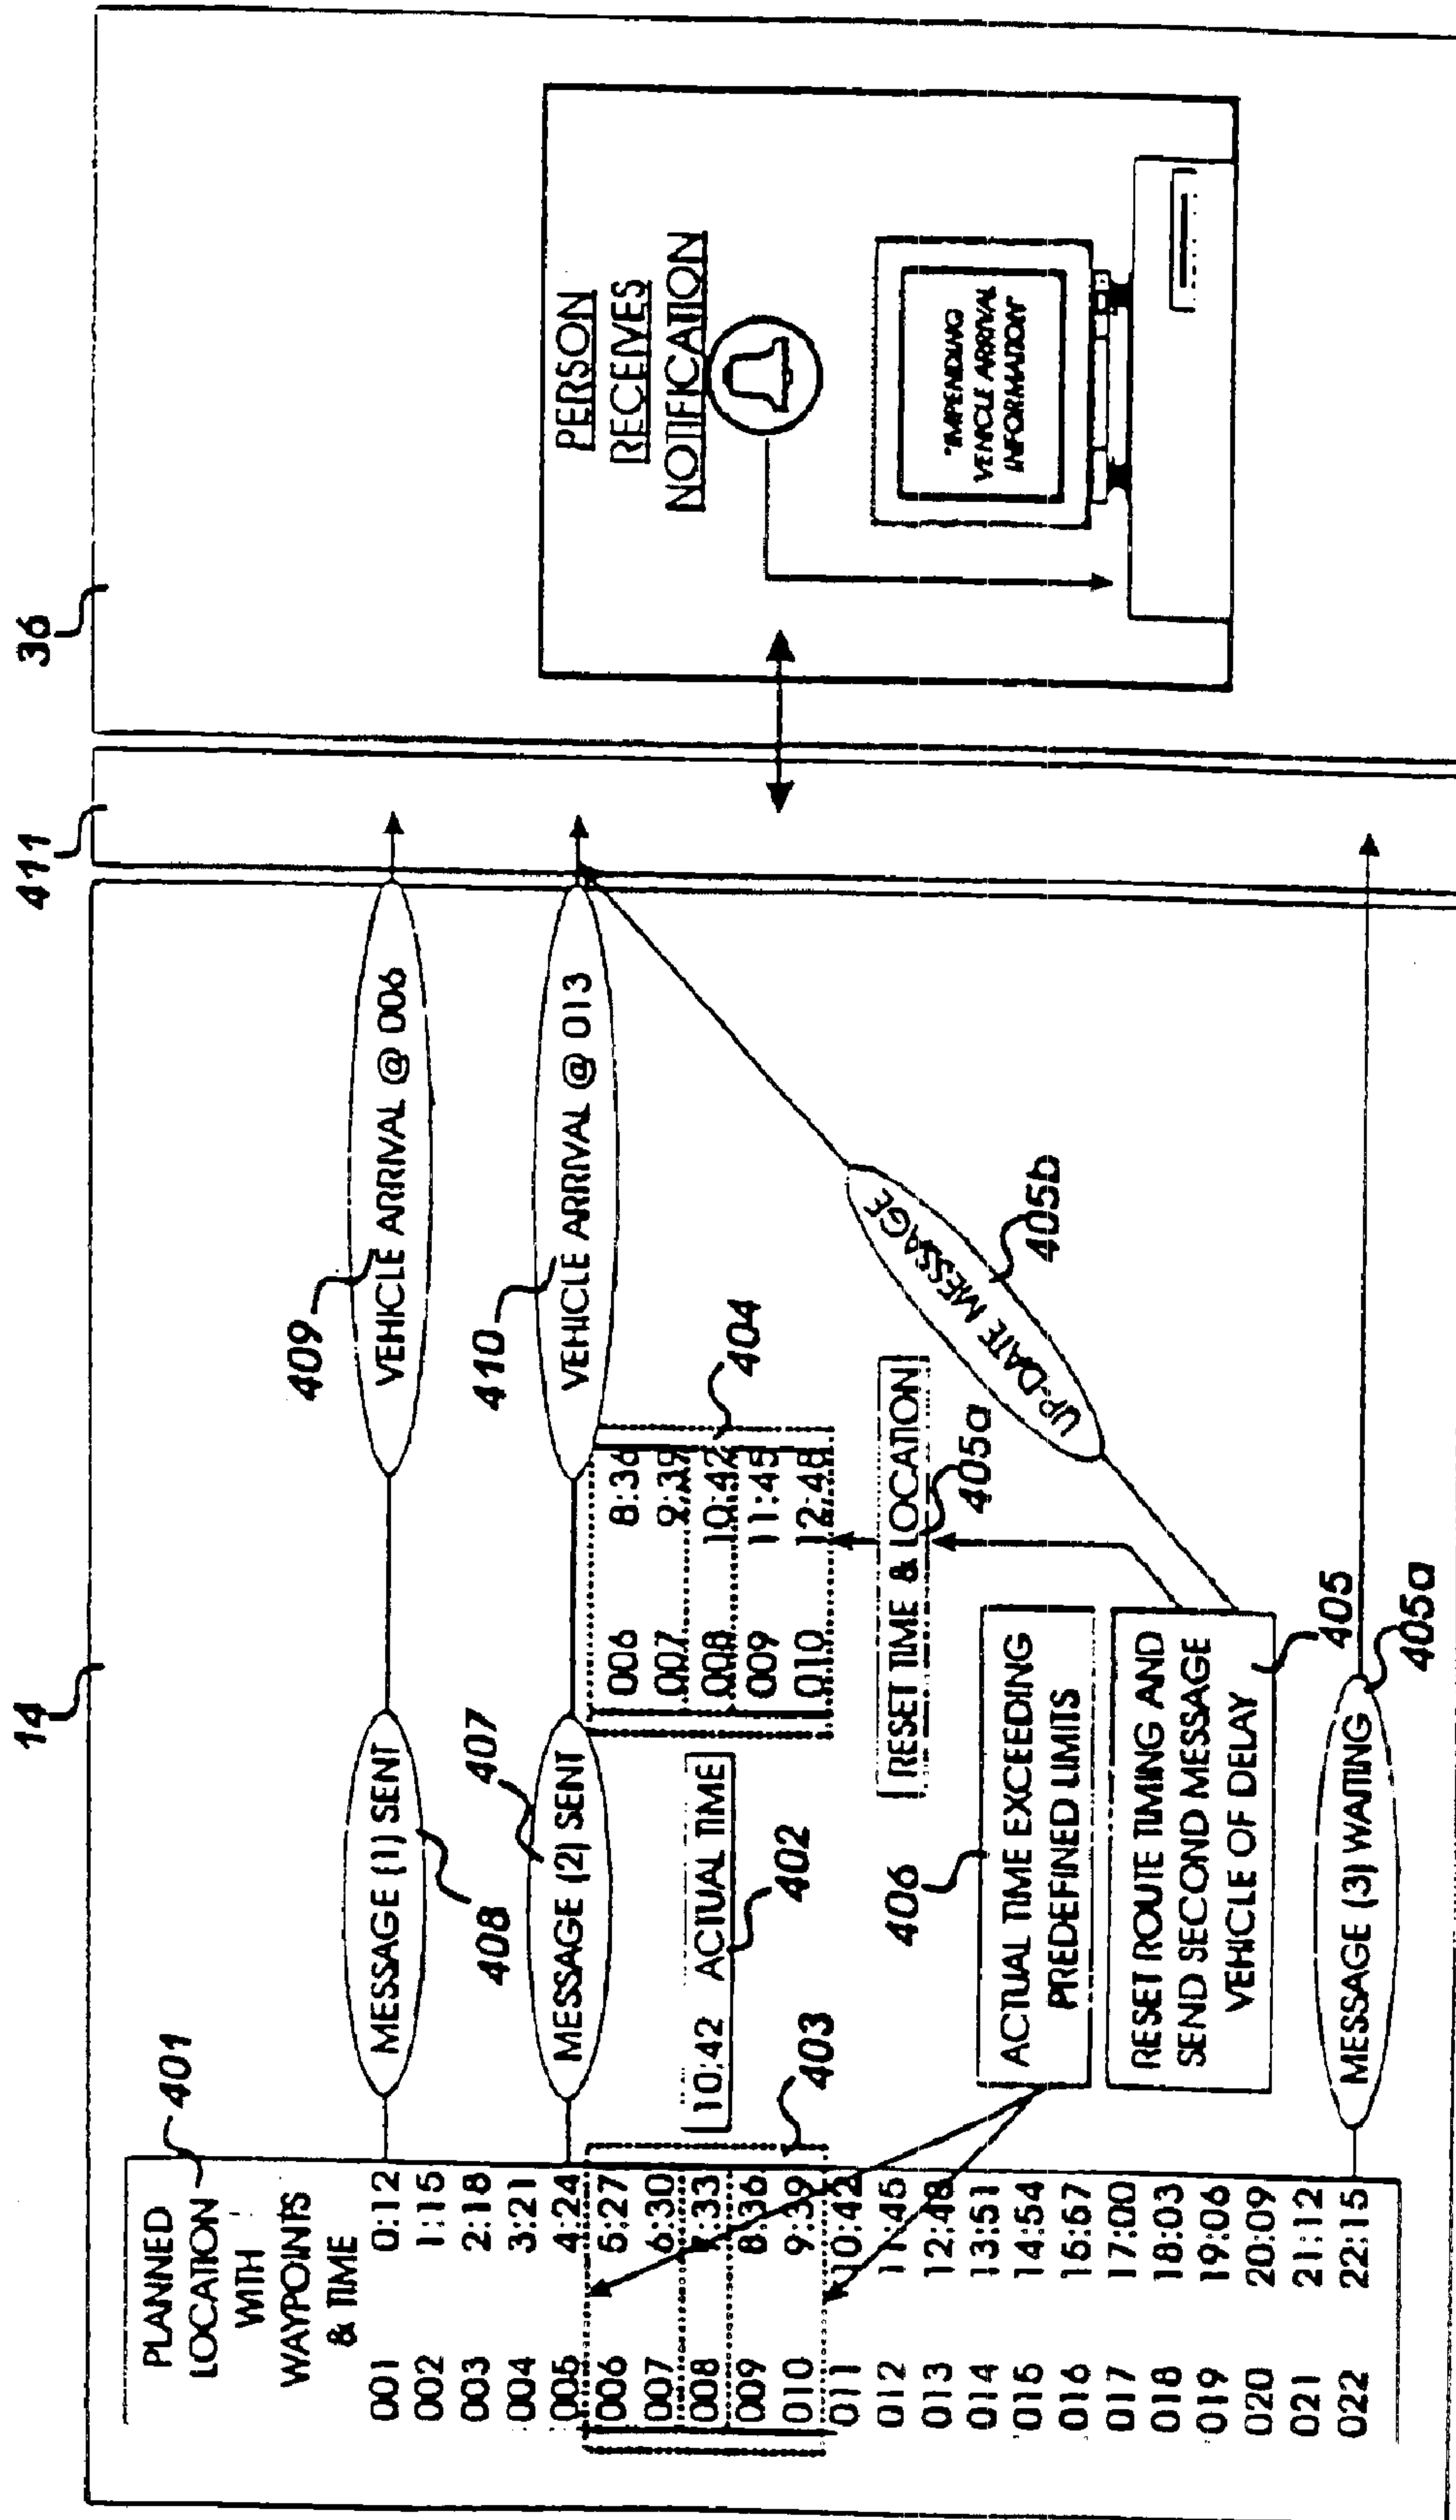 14
411
36
PLANNED
LOCATION
WITH
WAYPOINTS
& TIME
401
001 0:12
002 1:15
003 2:18
004 3:21
005 4:24
006 5:27
007 6:30
008 7:33
009 8:36
010 9:39
011 10:42
012 11:45
013 12:48
014 13:51
015 14:54
016 15:57
017 17:00
018 18:03
019 19:06
020 20:09
021 21:12
022 22:15
MESSAGE (1) SENT
408
VEHICLE ARRIVAL @ 006
409
MESSAGE (2) SENT
407
VEHICLE ARRIVAL @ 013
410
10:42 ACTUAL TIME
402
403
006 8:36
007 9:39
008 10:42
009 11:45
010 12:48
404
RESET TIME & LOCATION
405a
ACTUAL TIME EXCEEDING
PREDEFINED LIMITS
406
RESET ROUTE TIMING AND
SEND SECOND MESSAGE
VEHICLE OF DELAY
405
UP-DATE MESSAGE
405b
MESSAGE (3) WAITING
405a
PERSON
RECEIVES
NOTIFICATION
"IMPENDING
VEHICLE ARRIVAL
INFORMATION"